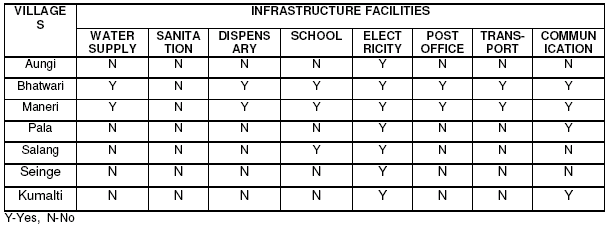 VILLAGE INFRASTRUCTURE FACILITIES
S
WATER SANITA DISPENS SCHOOL ELECT POST TRANS- COMMUN
SUPPLY TION ARY RICITY OFFICE PORT ICATION
Aungi N N N N Y N N N
Bhatwari Y N Y Y Y Y Y Y
Maneri Y N Y Y Y Y Y Y
Pala N N N N Y N N Y
Salang N N N Y Y N N N
Seinge N N N N Y N N N
Kumalti N N N N Y N N Y
Y-Yes, N-No